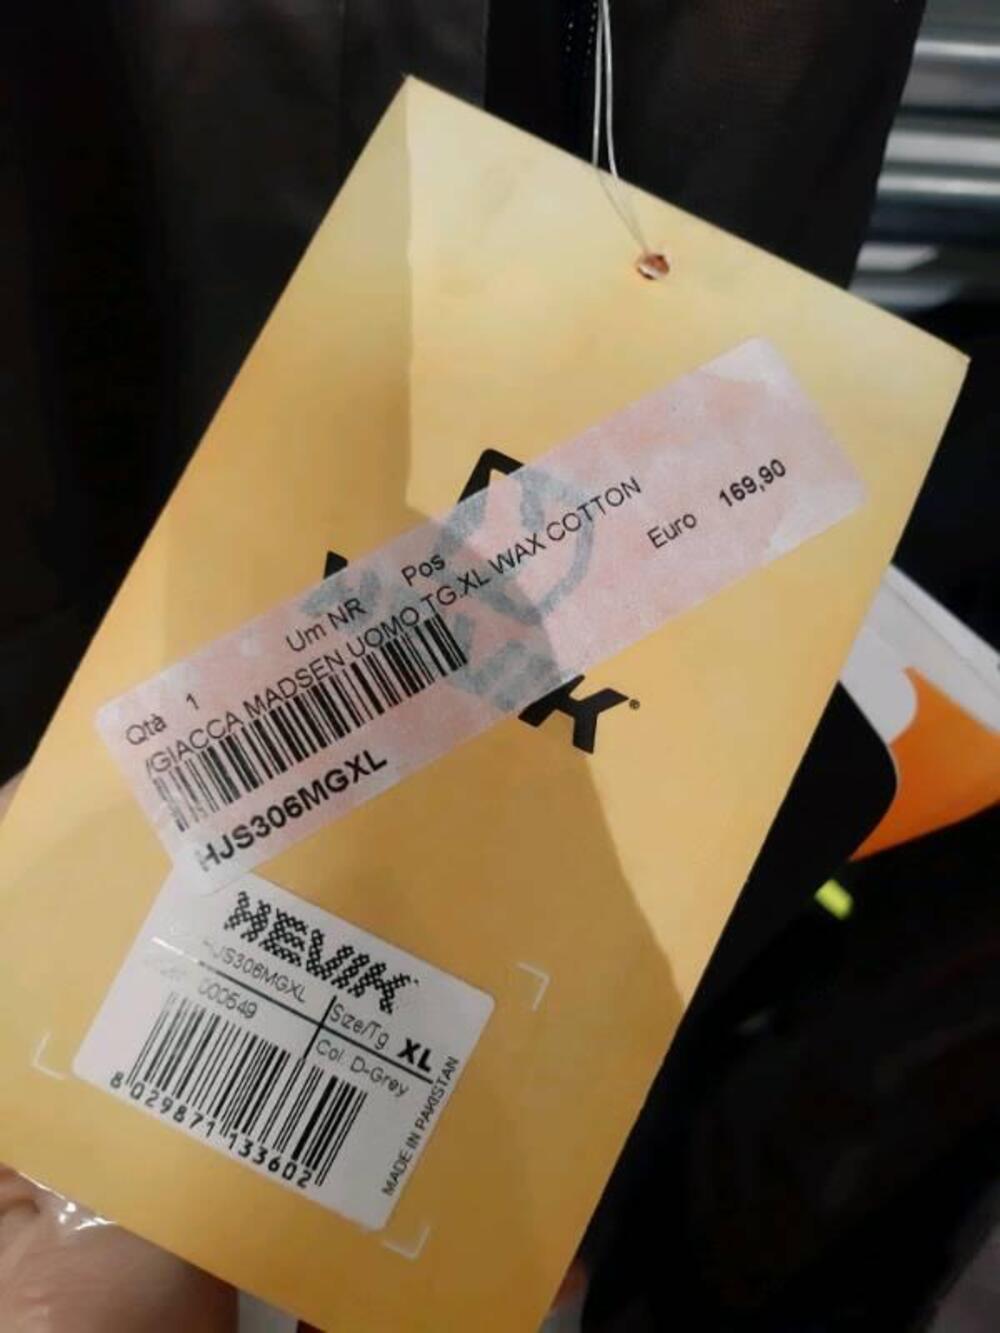 Qtà 1 Um NR Pos
/GIACCA MADSEN UOMO TG.XL WAX COTTON
Euro 169,90
HJS306MGXL
K®
HEVIK
HJS306MGXL
000549
Size/Tg XL
Col. D-Grey
8 029871 133602
MADE IN PAKISTAN